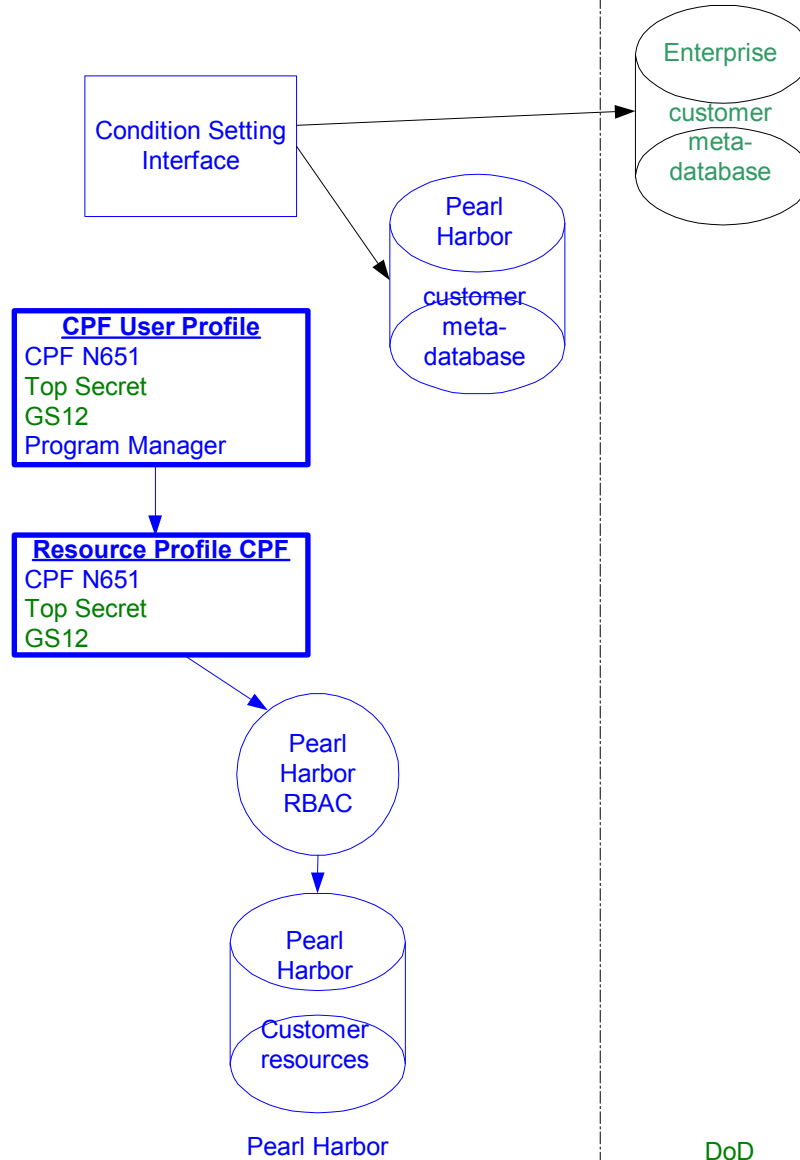 Enterprise
customer
meta-
database
Condition Setting
Interface
Pearl
Harbor
customer
meta-
database
CPF User Profile
CPF N651
Top Secret
GS12
Program Manager
Resource Profile CPF
CPF N651
Top Secret
GS12
Pearl
Harbor
RBAC
Pearl
Harbor
Customer
resources
Pearl Harbor
DoD